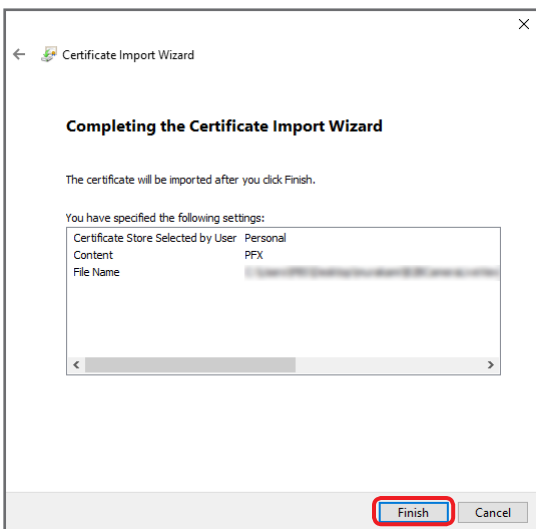 Certificate Import Wizard
Completing the Certificate Import Wizard
The certificate will be imported after you click Finish.
You have specified the following settings:
Certificate Store Selected by User Personal
Content PFX
File Name
Finish Cancel